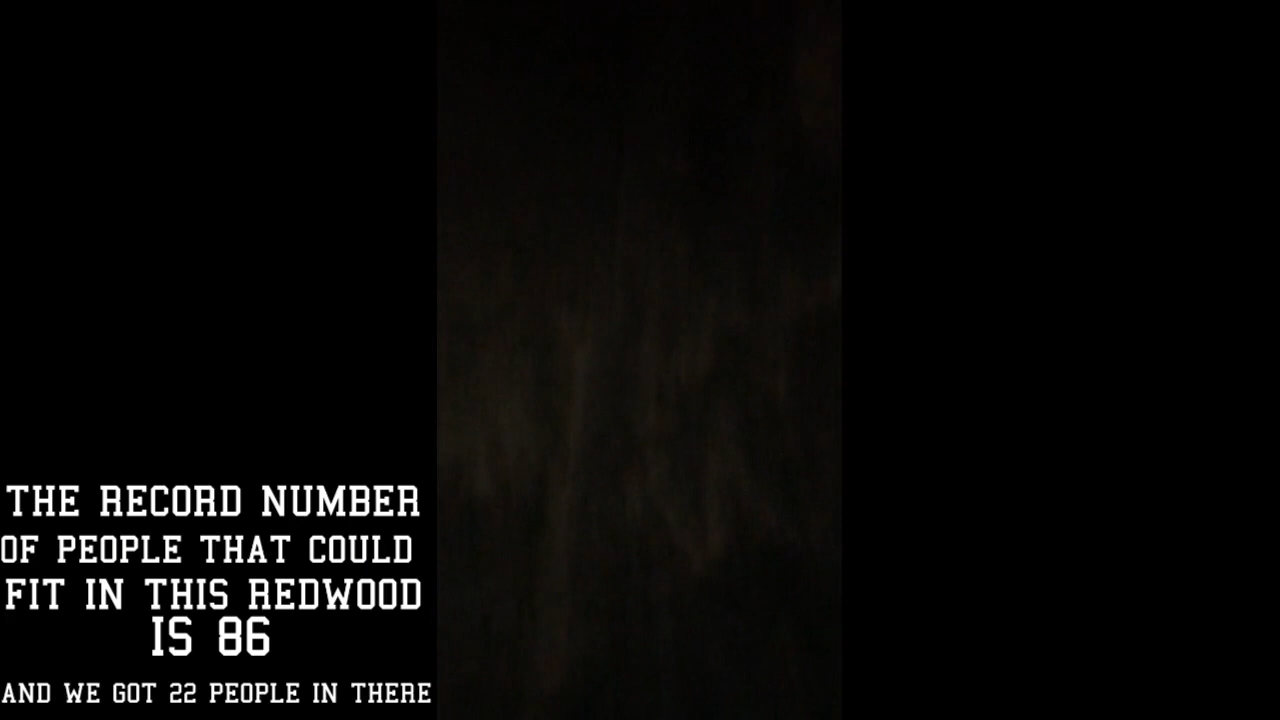 THE RECORD NUMBER
OF PEOPLE THAT COULD
FIT IN THIS REDWOOD
IS 86
AND WE GOT 22 PEOPLE IN THERE